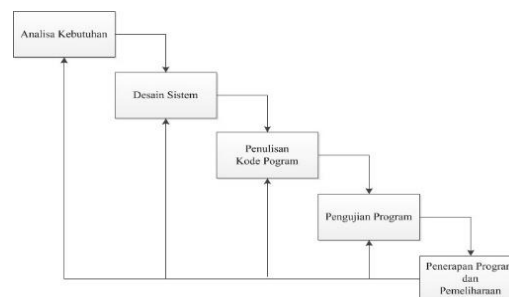 Analisa Kebutuhan
Desain Sistem
Penulisan
Kode Pogram
Pengujian Program
Penerapan Program
dan
Pemeliharaan